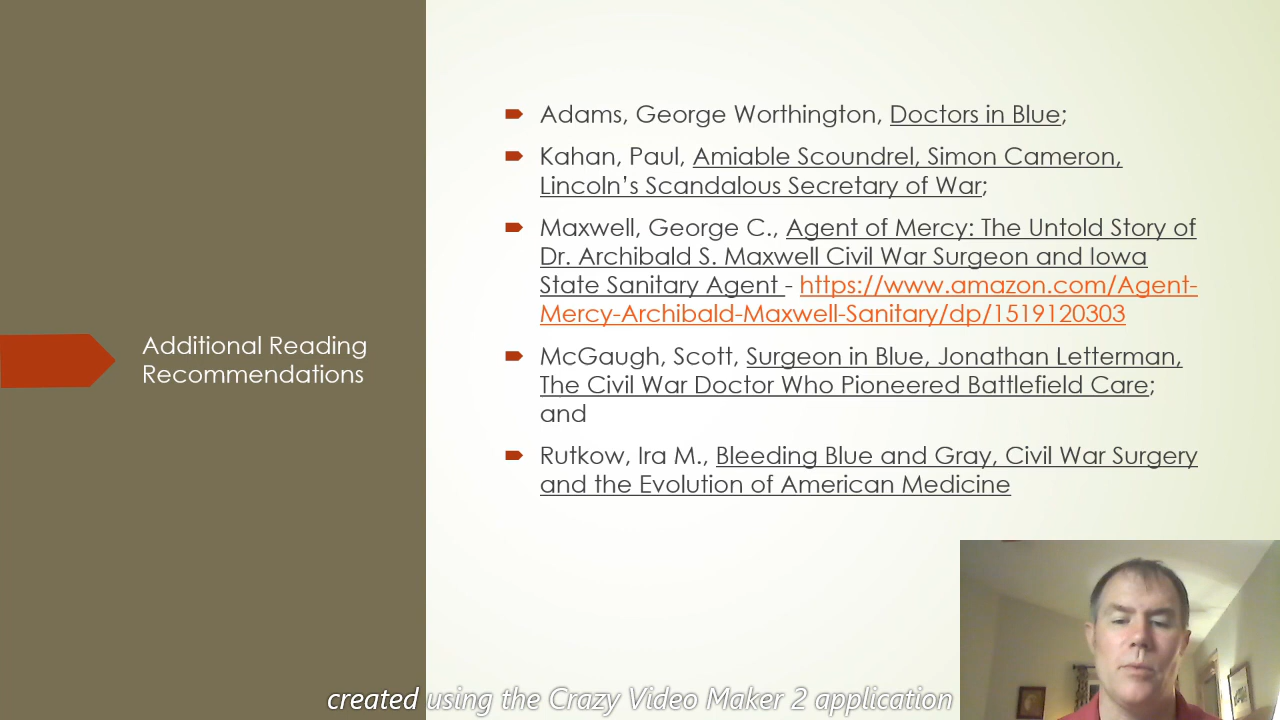 Additional Reading
Recommendations
Adams, George Worthington, Doctors in Blue;
Kahan, Paul, Amiable Scoundrel, Simon Cameron,
Lincoln’s Scandalous Secretary of War;
Maxwell, George C., Agent of Mercy: The Untold Story of
Dr. Archibald S. Maxwell Civil War Surgeon and Iowa
State Sanitary Agent - https://www.amazon.com/Agent-
Mercy-Archibald-Maxwell-Sanitary/dp/1519120303
McGaugh, Scott, Surgeon in Blue, Jonathan Letterman,
The Civil War Doctor Who Pioneered Battlefield Care;
and
Rutkow, Ira M., Bleeding Blue and Gray, Civil War Surgery
and the Evolution of American Medicine
created using the Crazy Video Maker 2 application